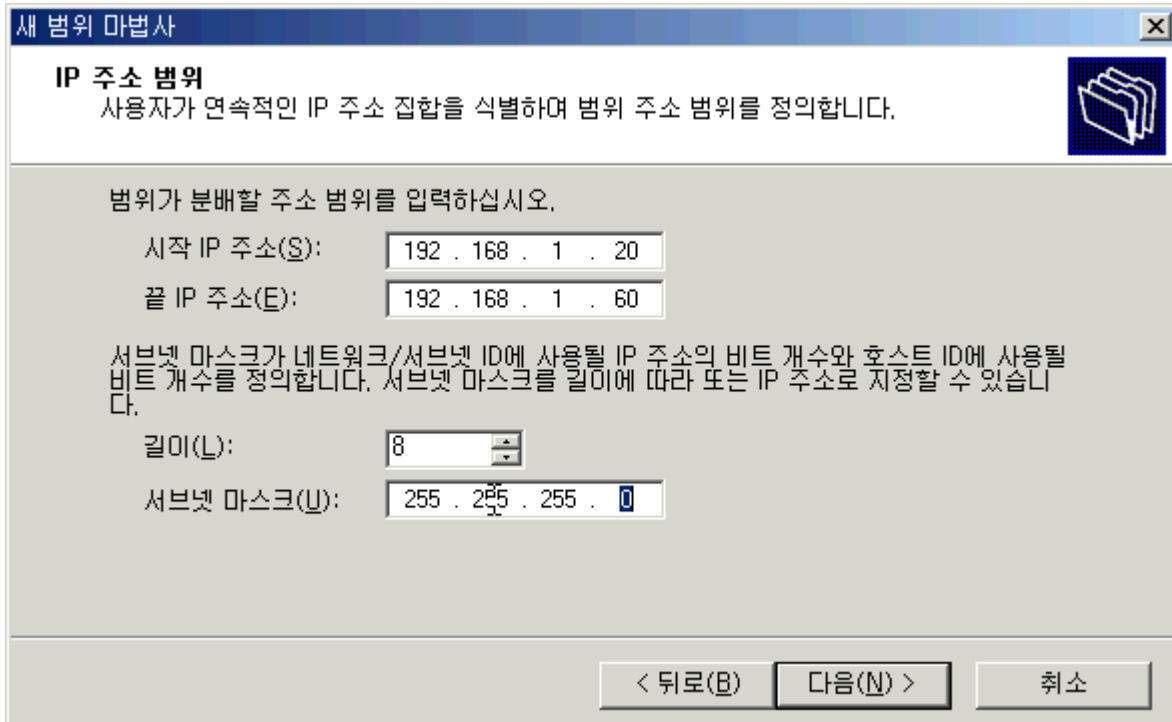 새 범위 마법사
IP 주소 범위
사용자가 연속적인 IP 주소 집합을 식별하여 범위 주소 범위를 정의합니다.
범위가 분배할 주소 범위를 입력하십시오.
시작 IP 주소(S): 192 . 168 . 1 . 20
끝 IP 주소(E): 192 . 168 . 1 . 60
서브넷 마스크가 네트워크/서브넷 ID에 사용될 IP 주소의 비트 개수와 호스트 ID에 사용될
비트 개수를 정의합니다. 서브넷 마스크를 길이에 따라 또는 IP 주소로 지정할 수 있습니
다.
길이(L): 8
서브넷 마스크(U): 255 . 255 . 255 . 0
< 뒤로(B) 다음(N) > 취소